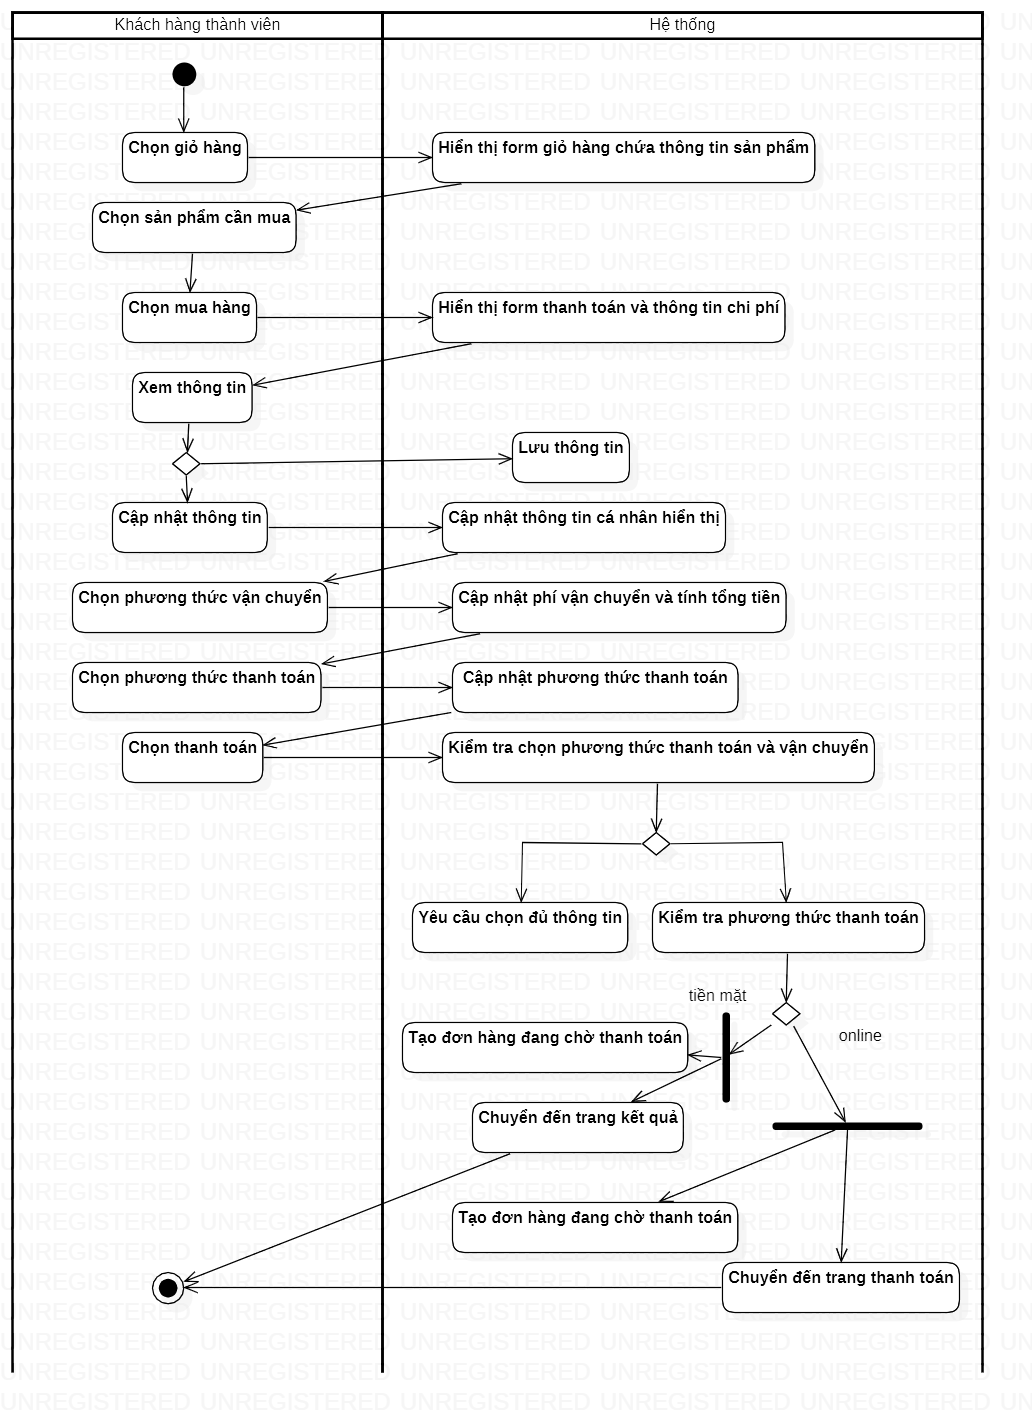 Khách hàng thành viên
Hệ thống
Chọn giỏ hàng
Hiển thị form giỏ hàng chứa thông tin sản phẩm
Chọn sản phẩm cần mua
Chọn mua hàng
Hiển thị form thanh toán và thông tin chi phí
Xem thông tin
Lưu thông tin
Cập nhật thông tin
Cập nhật thông tin cá nhân hiển thị
Chọn phương thức vận chuyển
Cập nhật phí vận chuyển và tính tổng tiền
Chọn phương thức thanh toán
Cập nhật phương thức thanh toán
Chọn thanh toán
Kiểm tra chọn phương thức thanh toán và vận chuyển
Yêu cầu chọn đủ thông tin
Kiểm tra phương thức thanh toán
tiền mặt
online
Tạo đơn hàng đang chờ thanh toán
Chuyển đến trang kết quả
Tạo đơn hàng đang chờ thanh toán
Chuyển đến trang thanh toán